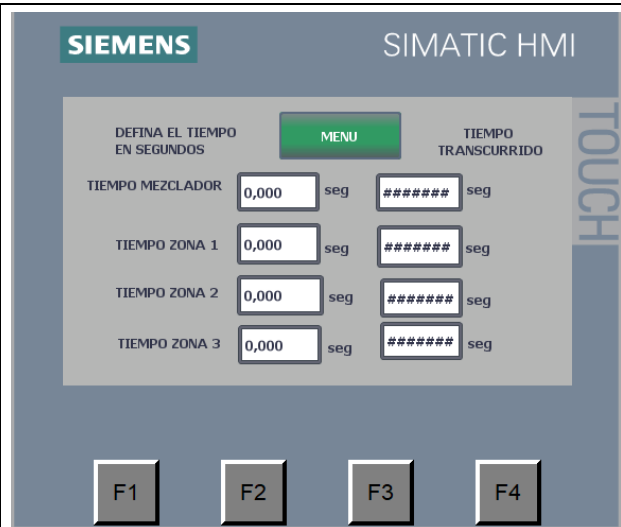 SIEMENS
SIMATIC HMI
TOUCH
DEFINA EL TIEMPO
EN SEGUNDOS
MENU
TIEMPO
TRANSCURRIDO
TIEMPO MEZCLADOR 0,000 seg ####### seg
TIEMPO ZONA 1 0,000 seg ####### seg
TIEMPO ZONA 2 0,000 seg ####### seg
TIEMPO ZONA 3 0,000 seg ####### seg
F1 F2 F3 F4